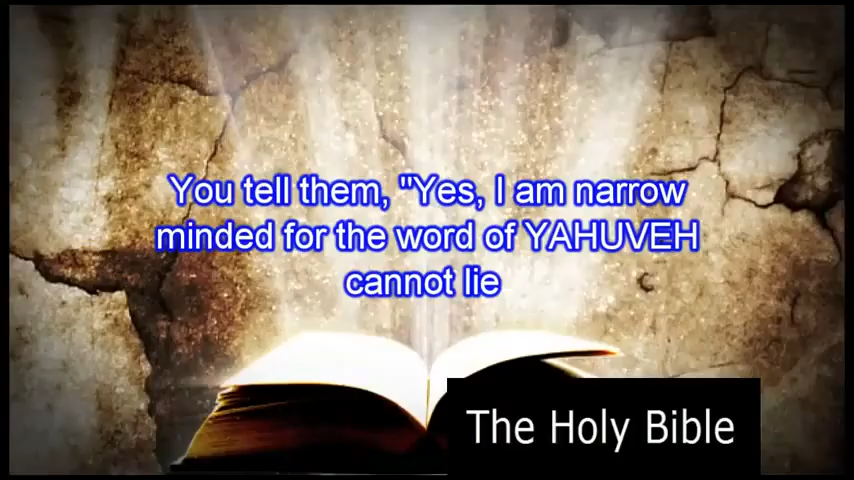 You tell them, "Yes, I am narrow
minded for the word of YAHUVEH
cannot lie
The Holy Bible